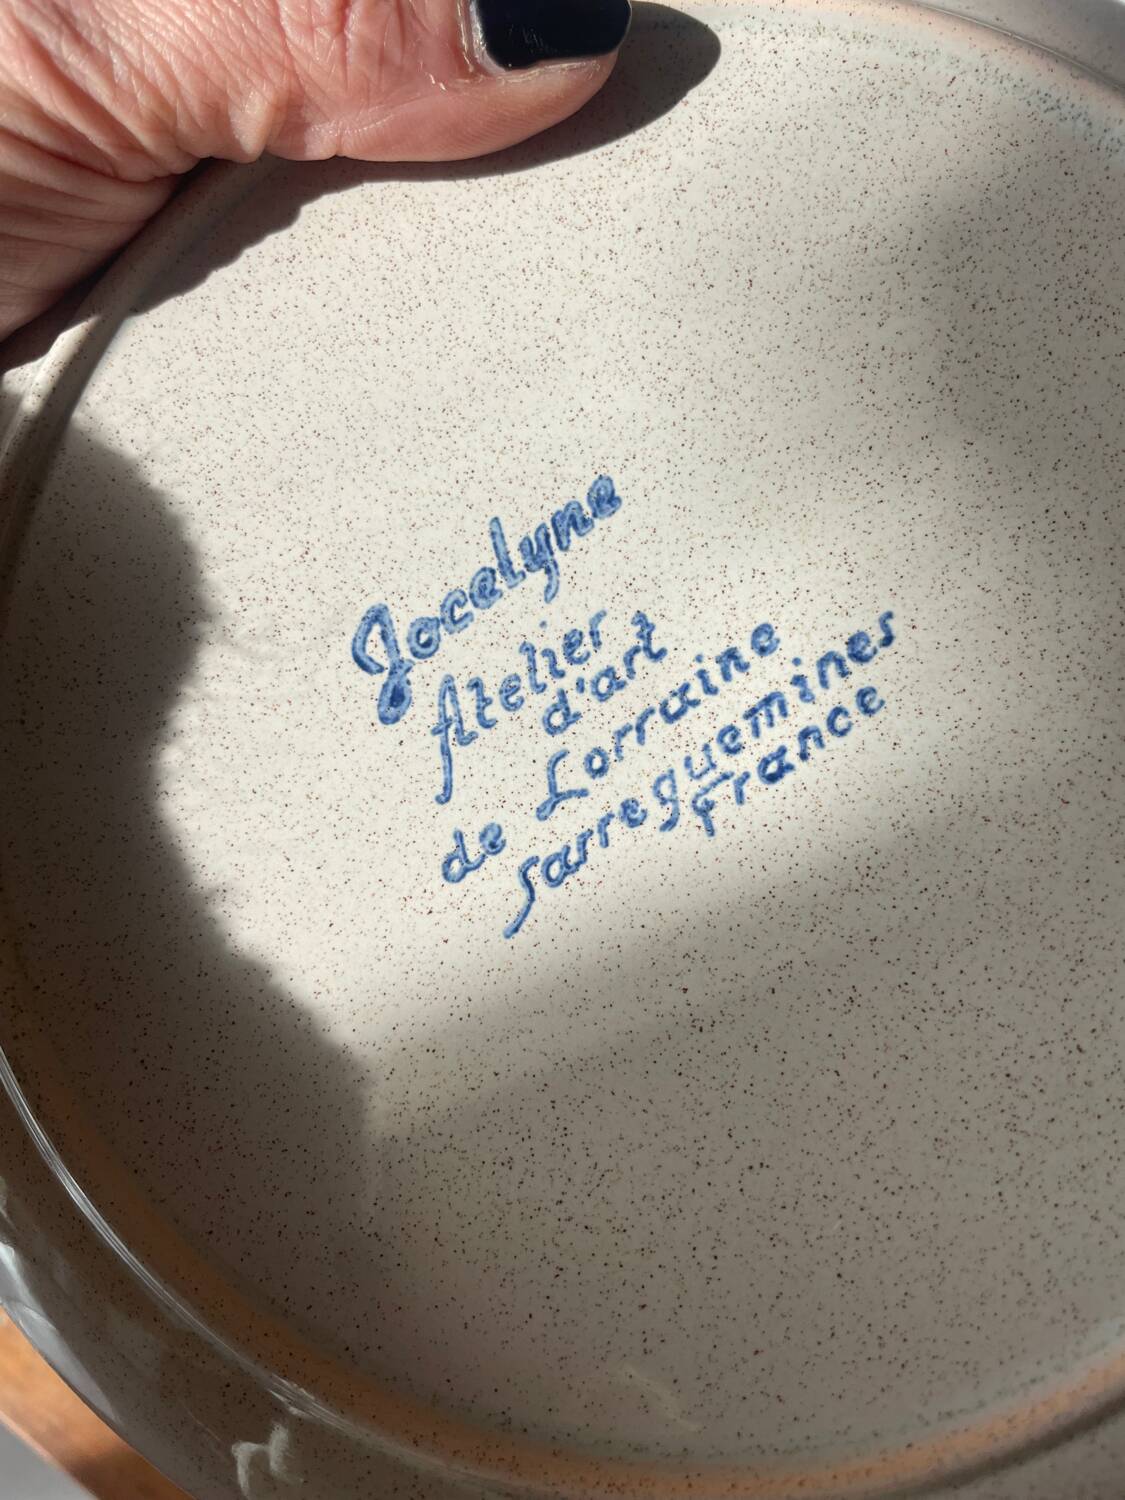 Jocelyne
Atelier
d'art
de Lorraine
Sarreguemines
France